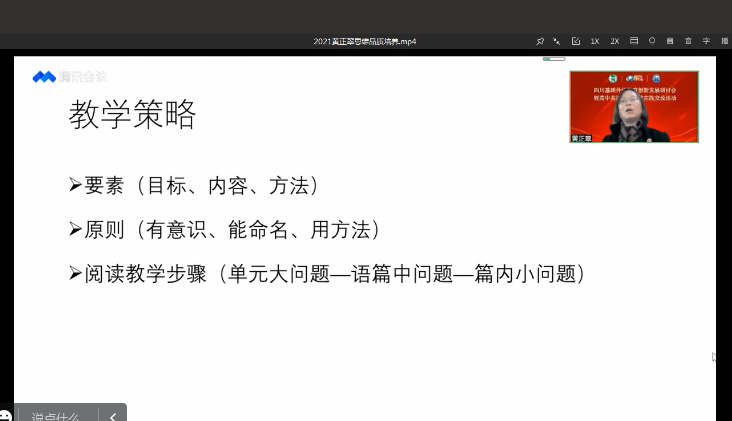 2021黄正翠思维品质培养.mp4
1X 2X 音 字 播
腾讯会议
教学策略
黄正翠
➢要素（目标、内容、方法）
➢原则（有意识、能命名、用方法）
➢阅读教学步骤（单元大问题—语篇中问题—篇内小问题）
说点什么